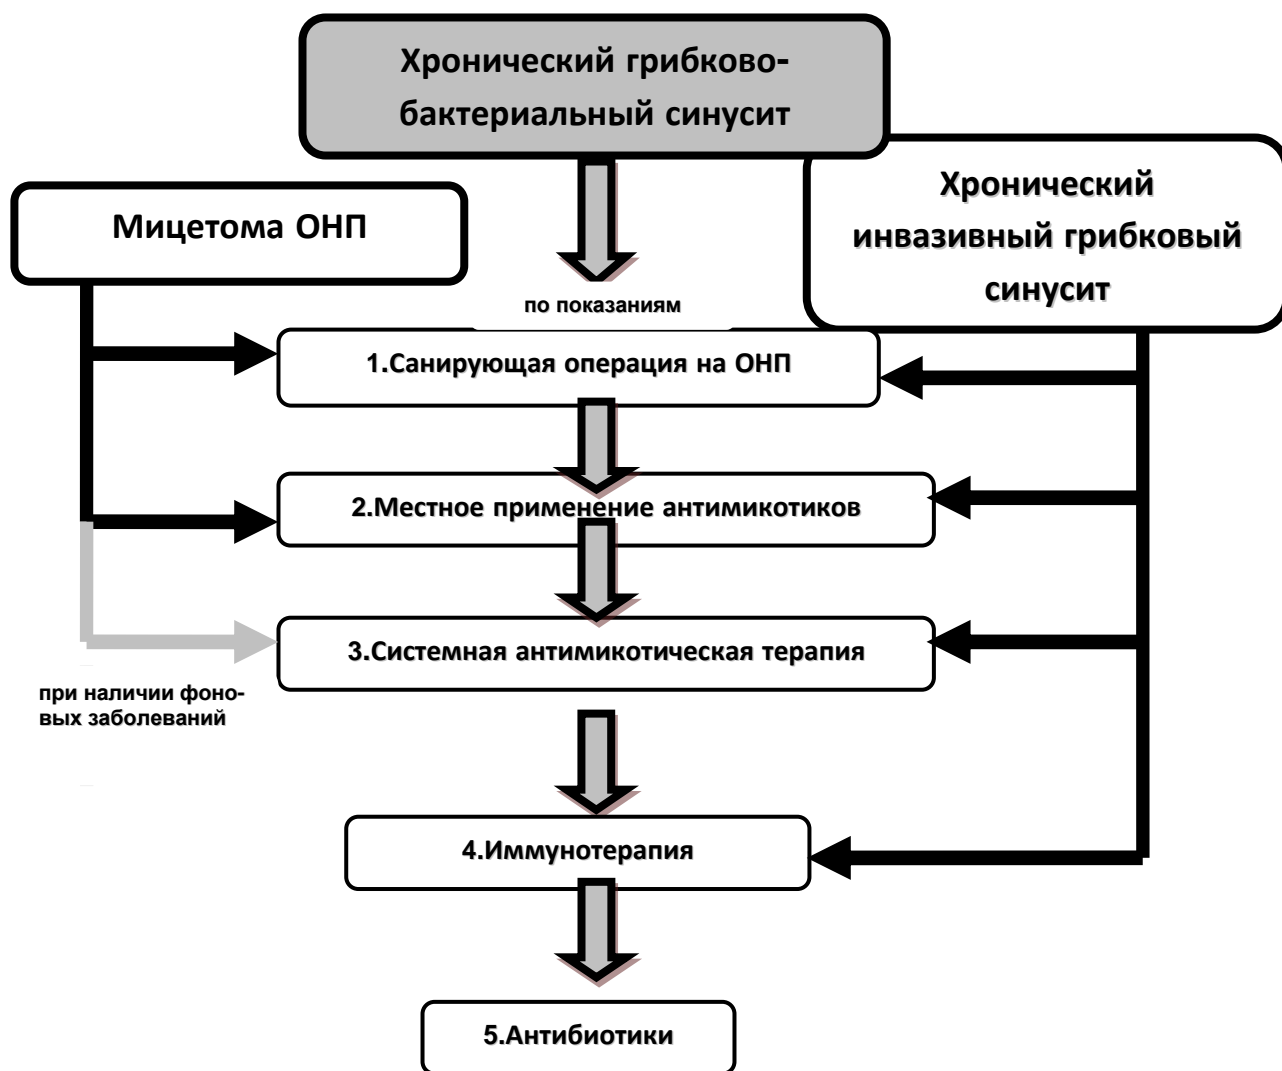 Хронический грибково-
бактериальный синусит
Мицетома ОНП
Хронический
инвазивный грибковый
синусит
по показаниям
1.Санирующая операция на ОНП
2.Местное применение антимикотиков
3.Системная антимикотическая терапия
при наличии фоно-
вых заболеваний
4.Иммунотерапия
5.Антибиотики